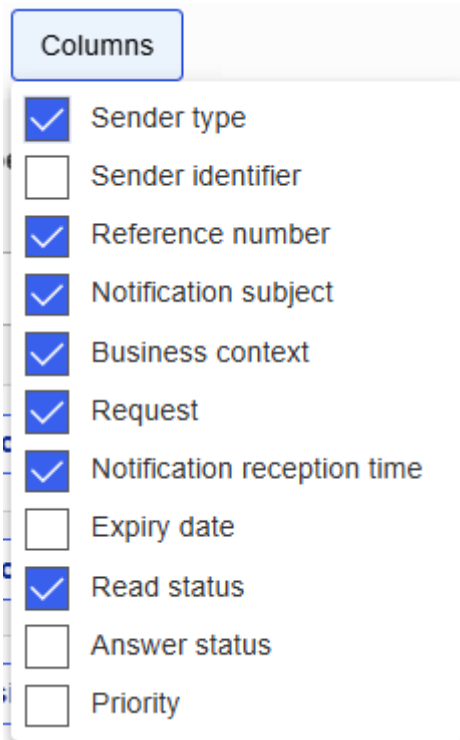 Columns
Sender type
Sender identifier
Reference number
Notification subject
Business context
Request
Notification reception time
Expiry date
Read status
Answer status
Priority